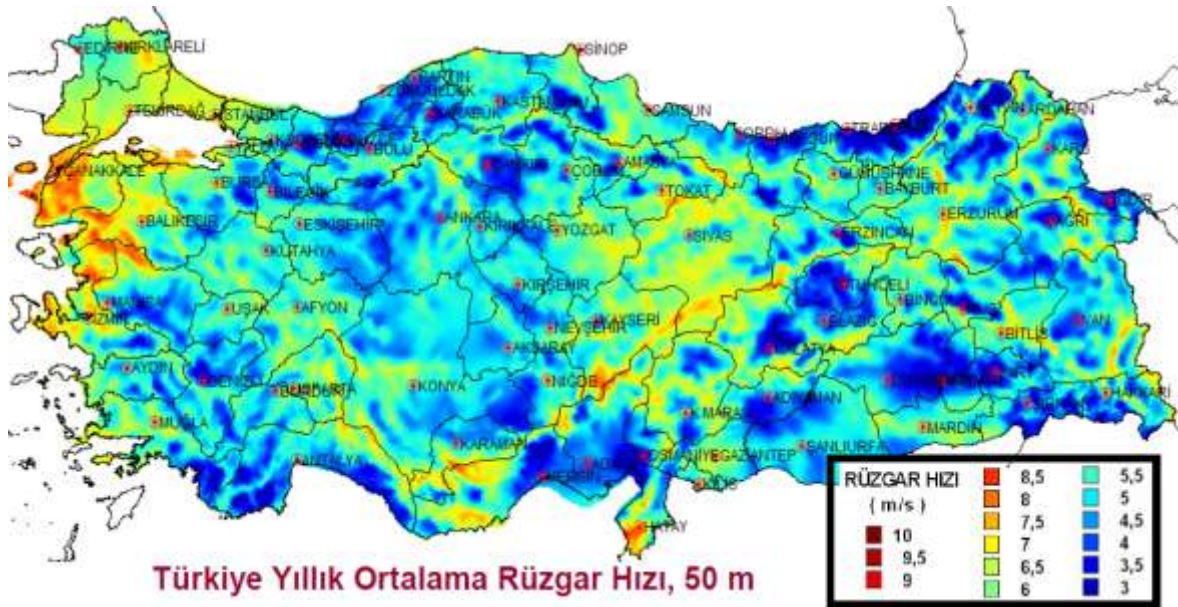 EDİRNE KIRKLARELİ
SİNOP
BARTIN
ZONGULDAK
KASTAMONU
TEKİRDAĞ
İSTANBUL
KARABÜK
SAMSUN
ARDAHAN
ORDU
BOLU
KARS
ÇANAKKALE
AMASYA
ÇORUM
TOKAT
GÜMÜŞHANE
BAYBURT
BURSA
BİLECİK
BALIKESİR
ESKİŞEHİR
ANKARA
KIRIKKALE
YOZGAT
SİVAS
ERZİNCAN
ERZURUM
AĞRI
KÜTAHYA
KIRŞEHİR
TUNCELİ
BİNGÖL
MANİSA
İZMİR
UŞAK
AFYON
NEVŞEHİR
KAYSERİ
ELAZIĞ
BİTLİS
VAN
AKSARAY
MALATYA
AYDIN
DENİZLİ
BURDUR
ISPARTA
KONYA
NİĞDE
ADIYAMAN
HAKKARİ
K.MARAŞ
MUĞLA
MARDİN
KARAMAN
ANTALYA
OSMANİYE
GAZİANTEP
ŞANLIURFA
MERSİN
KİLİS
HATAY
RÜZGAR HIZI
( m/s )
10
9,5
9
8,5
8
7,5
7
6,5
6
5,5
5
4,5
4
3,5
3
Türkiye Yıllık Ortalama Rüzgar Hızı, 50 m